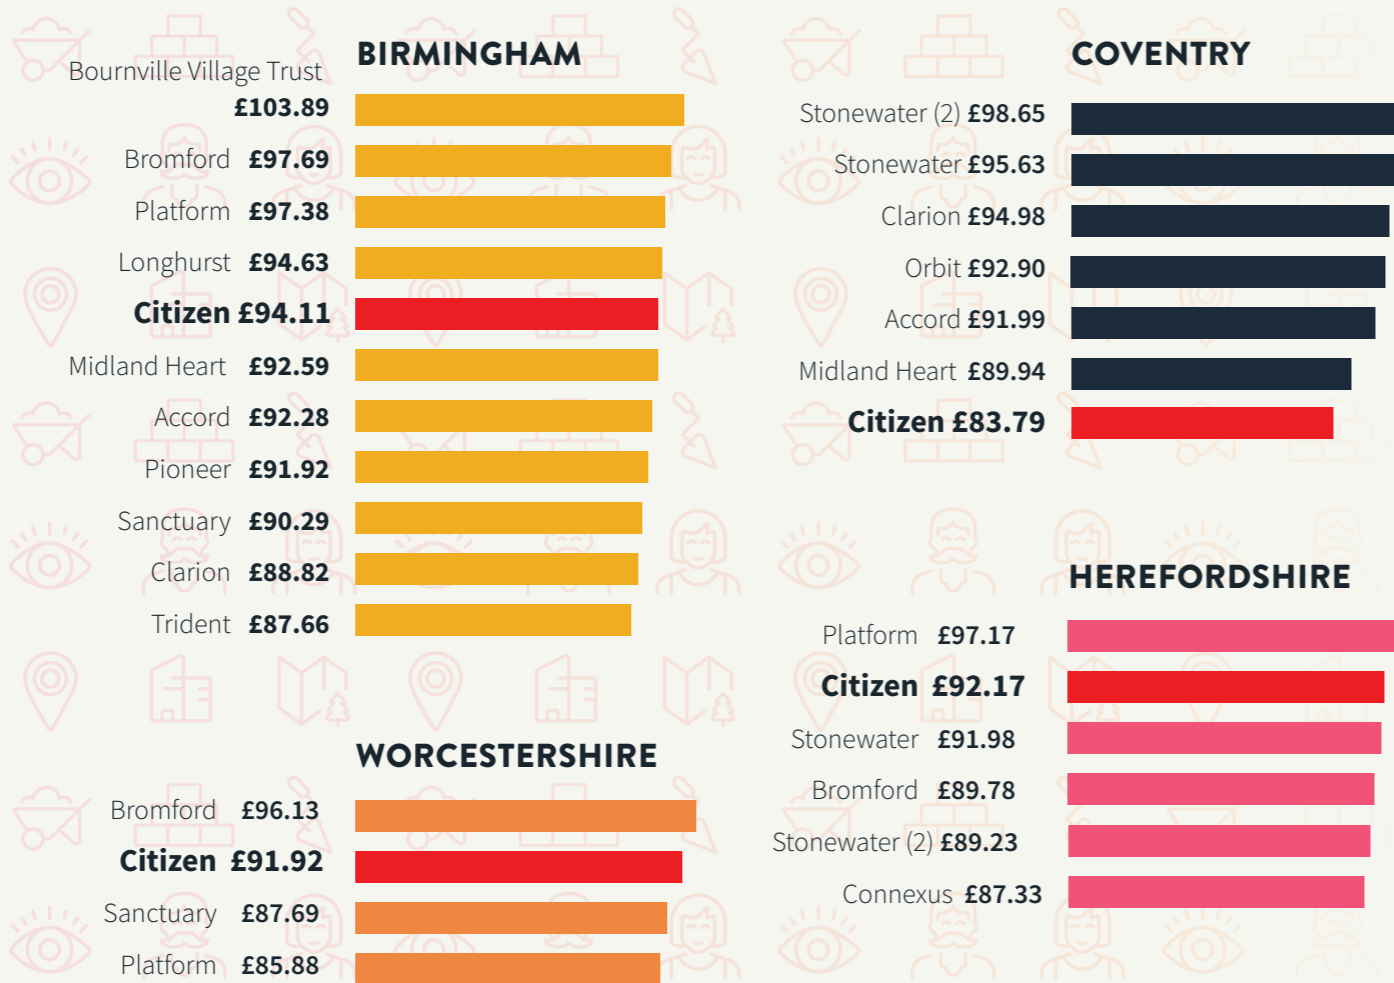 BIRMINGHAM
Bournville Village Trust
£103.89
Bromford £97.69
Platform £97.38
Longhurst £94.63
Citizen £94.11
Midland Heart £92.59
Accord £92.28
Pioneer £91.92
Sanctuary £90.29
Clarion £88.82
Trident £87.66
WORCESTERSHIRE
Bromford £96.13
Citizen £91.92
Sanctuary £87.69
Platform £85.88
COVENTRY
Stonewater (2) £98.65
Stonewater £95.63
Clarion £94.98
Orbit £92.90
Accord £91.99
Midland Heart £89.94
Citizen £83.79
HEREFORDSHIRE
Platform £97.17
Citizen £92.17
Stonewater £91.98
Bromford £89.78
Stonewater (2) £89.23
Connexus £87.33